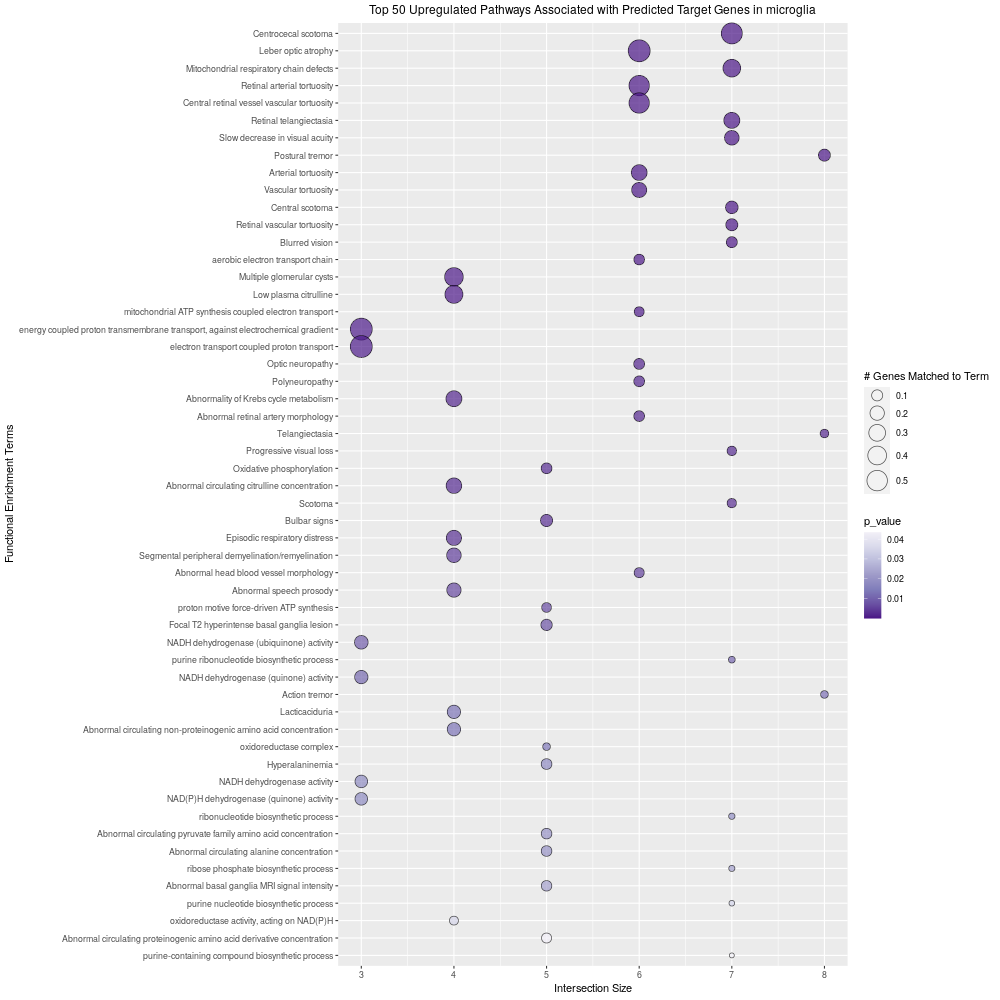 Top 50 Upregulated Pathways Associated with Predicted Target Genes in microglia
Functional Enrichment Terms
Centrocecal scotoma
Leber optic atrophy
Mitochondrial respiratory chain defects
Retinal arterial tortuosity
Central retinal vessel vascular tortuosity
Retinal telangiectasia
Slow decrease in visual acuity
Postural tremor
Arterial tortuosity
Vascular tortuosity
Central scotoma
Retinal vascular tortuosity
Blurred vision
aerobic electron transport chain
Multiple glomerular cysts
Low plasma citrulline
mitochondrial ATP synthesis coupled electron transport
energy coupled proton transmembrane transport, against electrochemical gradient
electron transport coupled proton transport
Optic neuropathy
Polyneuropathy
Abnormality of Krebs cycle metabolism
Abnormal retinal artery morphology
Telangiectasia
Progressive visual loss
Oxidative phosphorylation
Abnormal circulating citrulline concentration
Scotoma
Bulbar signs
Episodic respiratory distress
Segmental peripheral demyelination/remyelination
Abnormal head blood vessel morphology
Abnormal speech prosody
proton motive force-driven ATP synthesis
Focal T2 hyperintense basal ganglia lesion
NADH dehydrogenase (ubiquinone) activity
purine ribonucleotide biosynthetic process
NADH dehydrogenase (quinone) activity
Action tremor
Lacticaciduria
Abnormal circulating non-proteinogenic amino acid concentration
oxidoreductase complex
Hyperalaninemia
NADH dehydrogenase activity
NAD(P)H dehydrogenase (quinone) activity
ribonucleotide biosynthetic process
Abnormal circulating pyruvate family amino acid concentration
Abnormal circulating alanine concentration
ribose phosphate biosynthetic process
Abnormal basal ganglia MRI signal intensity
purine nucleotide biosynthetic process
oxidoreductase activity, acting on NAD(P)H
Abnormal circulating proteinogenic amino acid derivative concentration
purine-containing compound biosynthetic process
3 4 5 6 7 8
Intersection Size
# Genes Matched to Term
0.1
0.2
0.3
0.4
0.5
p_value
0.04
0.03
0.02
0.01